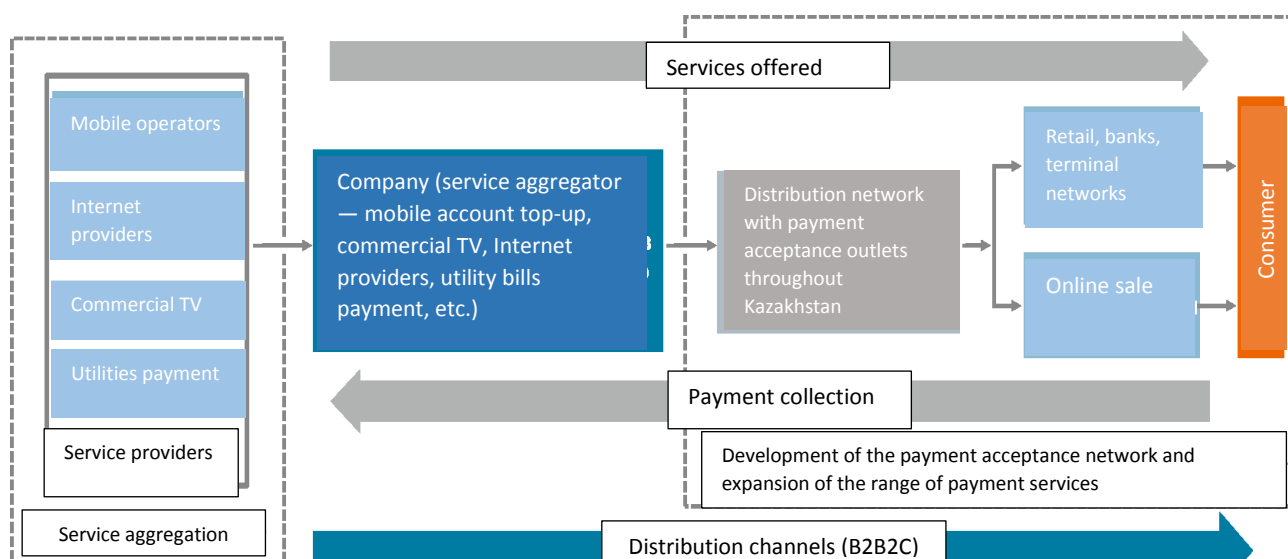 Services offered
Mobile operators
Internet
providers
Commercial TV
Utilities payment
Service providers
Service aggregation
Company (service aggregator
— mobile account top-up,
commercial TV, Internet
providers, utility bills
payment, etc.)
Distribution network
with payment
acceptance outlets
throughout
Kazakhstan
Retail, banks,
terminal
networks
Online sale
Consumer
Payment collection
Development of the payment acceptance network and
expansion of the range of payment services
Distribution channels (B2B2C)